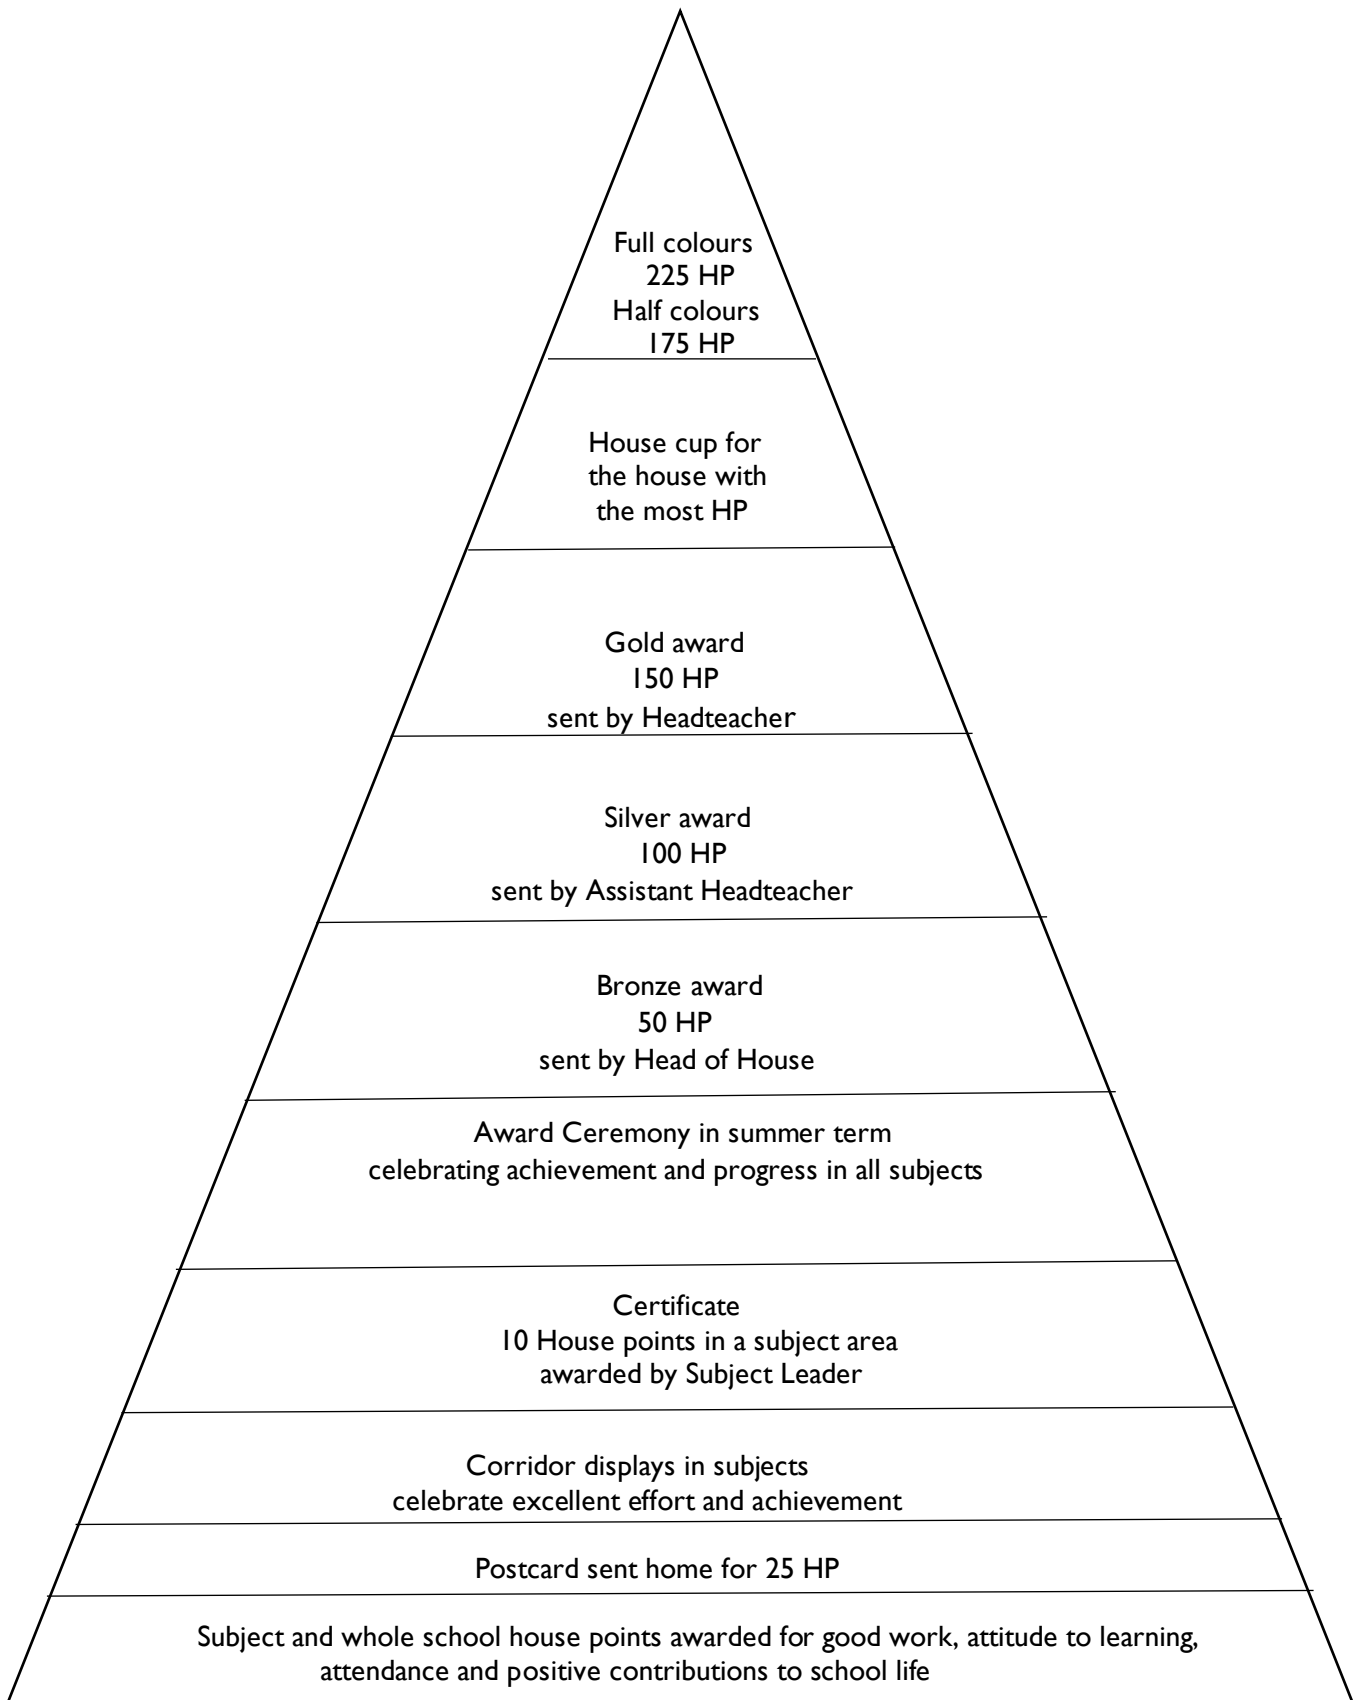 Full colours
225 HP
Half colours
175 HP
House cup for
the house with
the most HP
Gold award
150 HP
sent by Headteacher
Silver award
100 HP
sent by Assistant Headteacher
Bronze award
50 HP
sent by Head of House
Award Ceremony in summer term
celebrating achievement and progress in all subjects
Certificate
10 House points in a subject area
awarded by Subject Leader
Corridor displays in subjects
celebrate excellent effort and achievement
Postcard sent home for 25 HP
Subject and whole school house points awarded for good work, attitude to learning,
attendance and positive contributions to school life